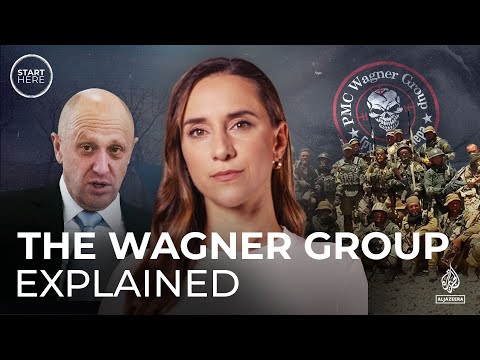 START
HERE
PMC Wagner Group
THE WAGNER GROUP
EXPLAINED
ALJAZEERA